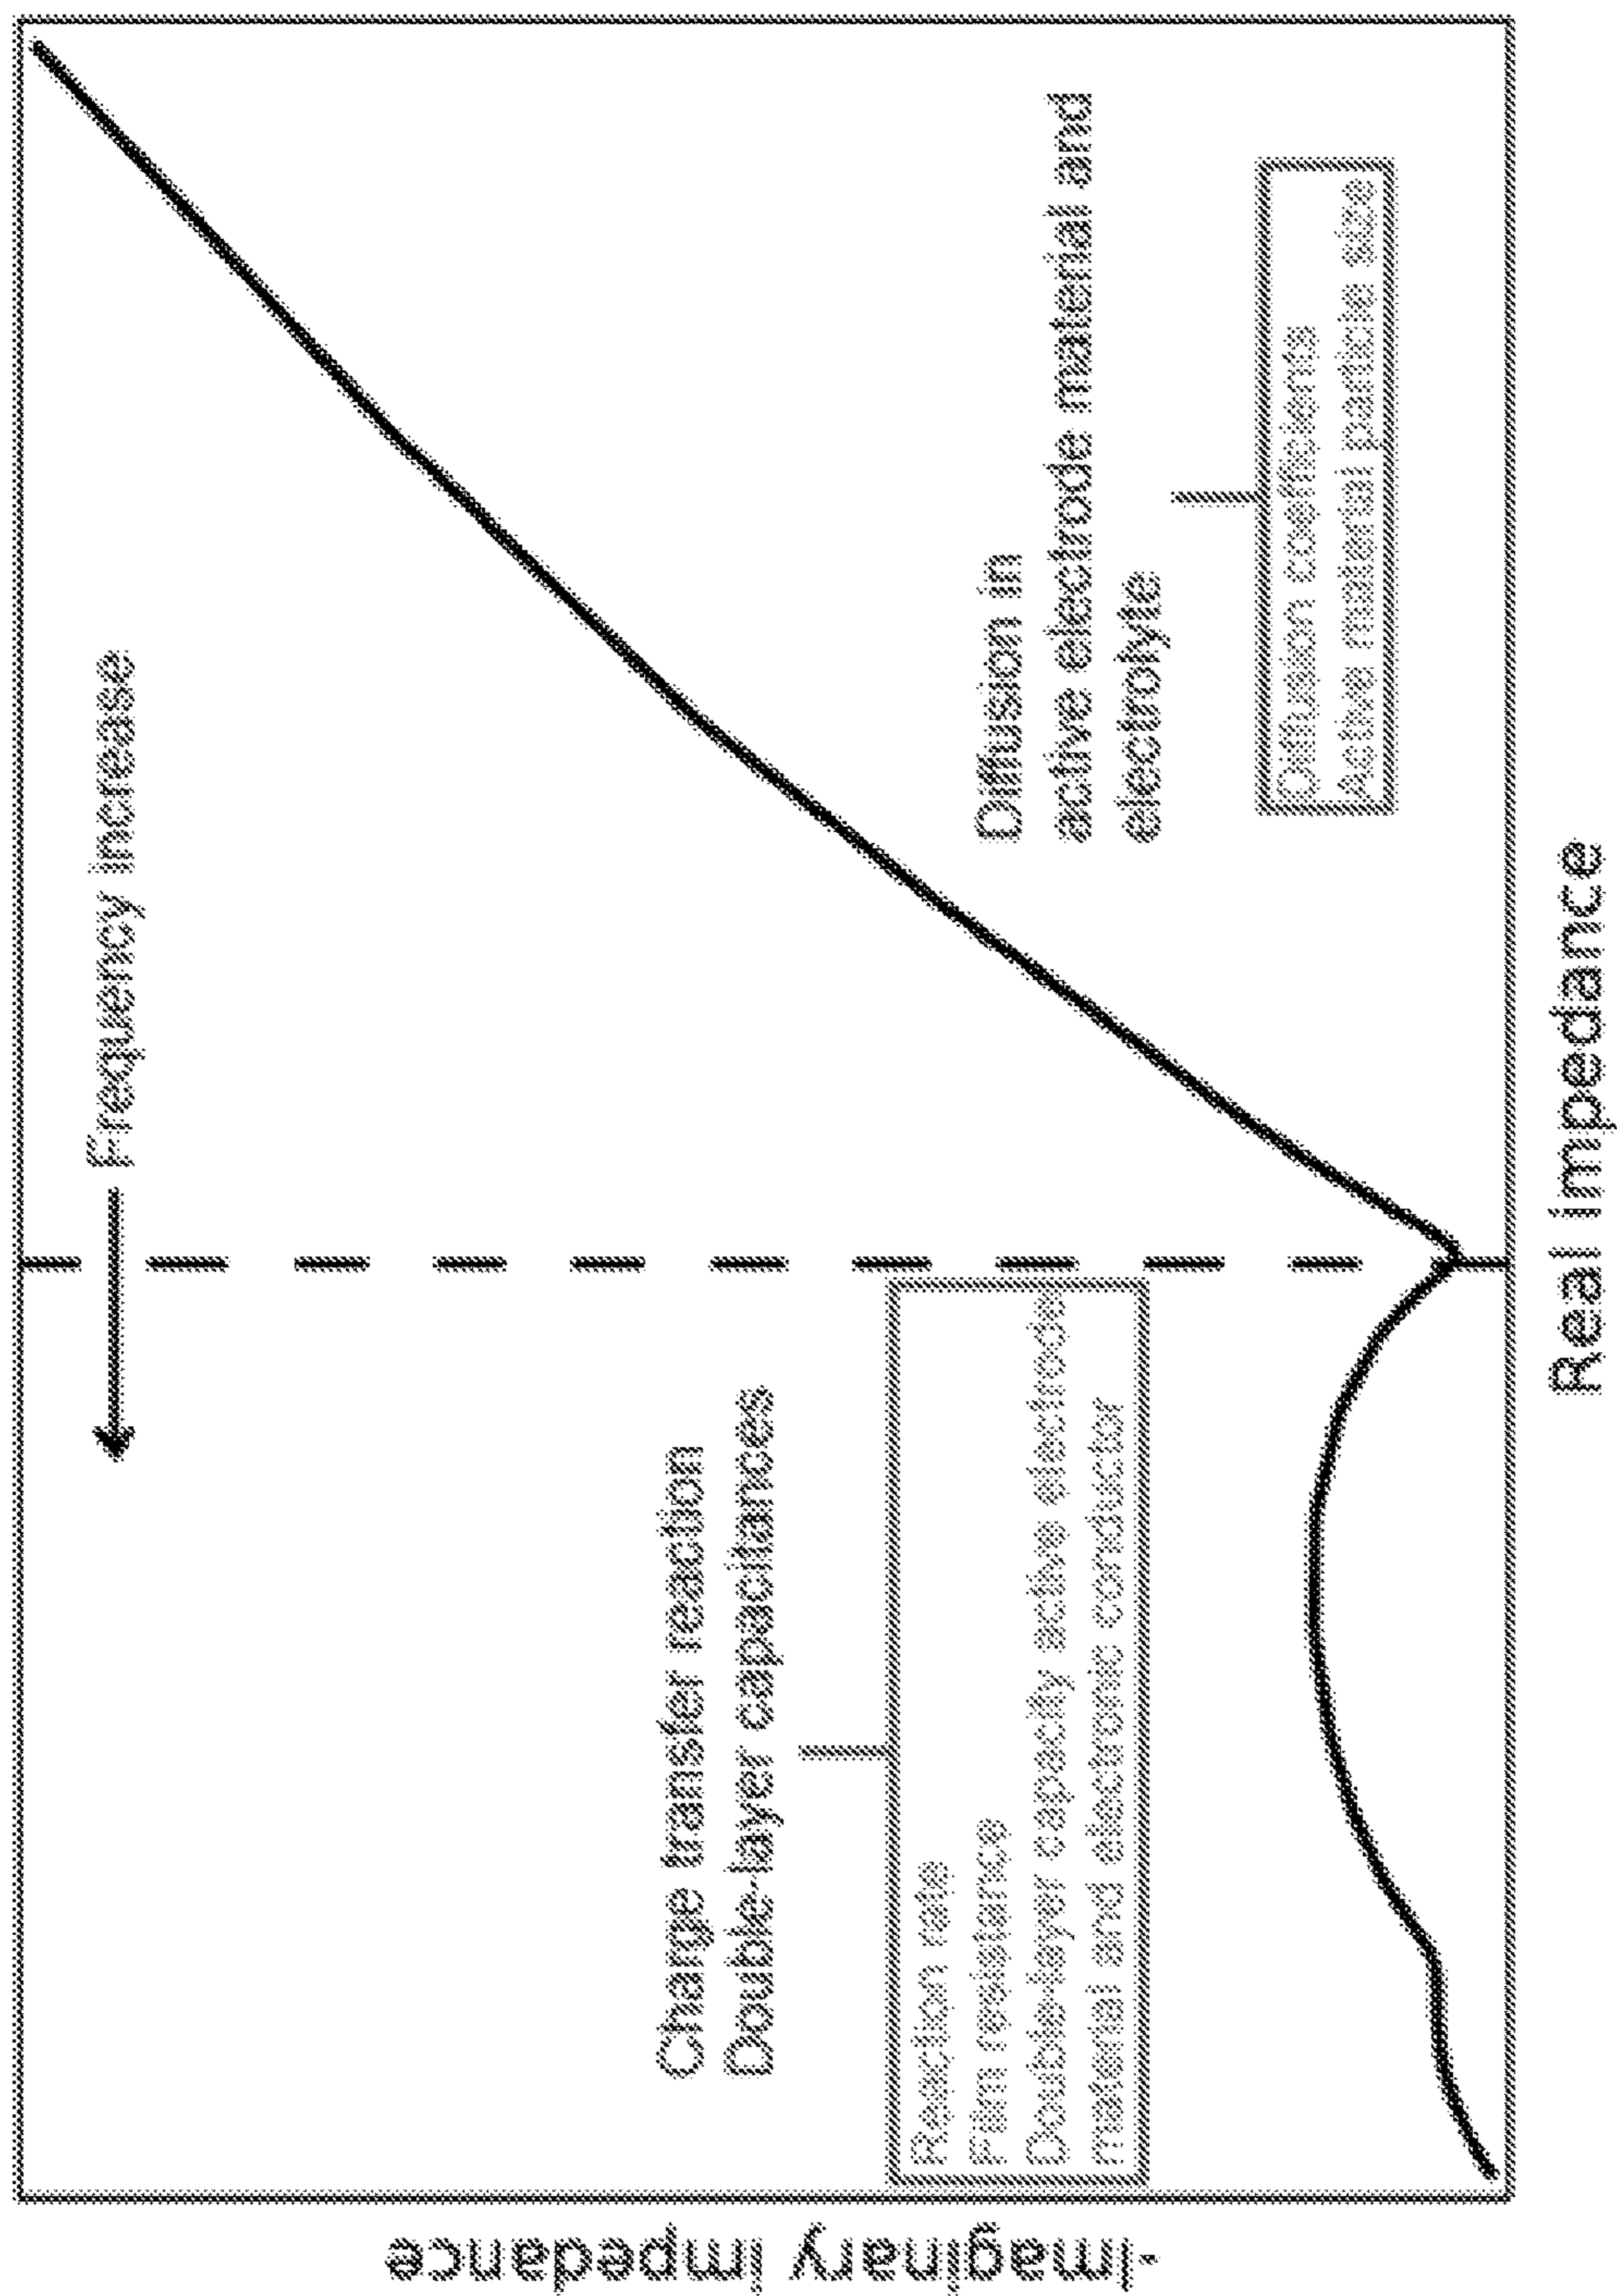 -Imaginary impedance
Frequency increase
Charge transfer reaction
Double-layer capacitances
Reaction rate
Film resistance
Double-layer capacity active electrode
material and electronic conductor
Diffusion in
active electrode material and
electrolyte
Diffusion coefficients
Active material particle size
Real impedance